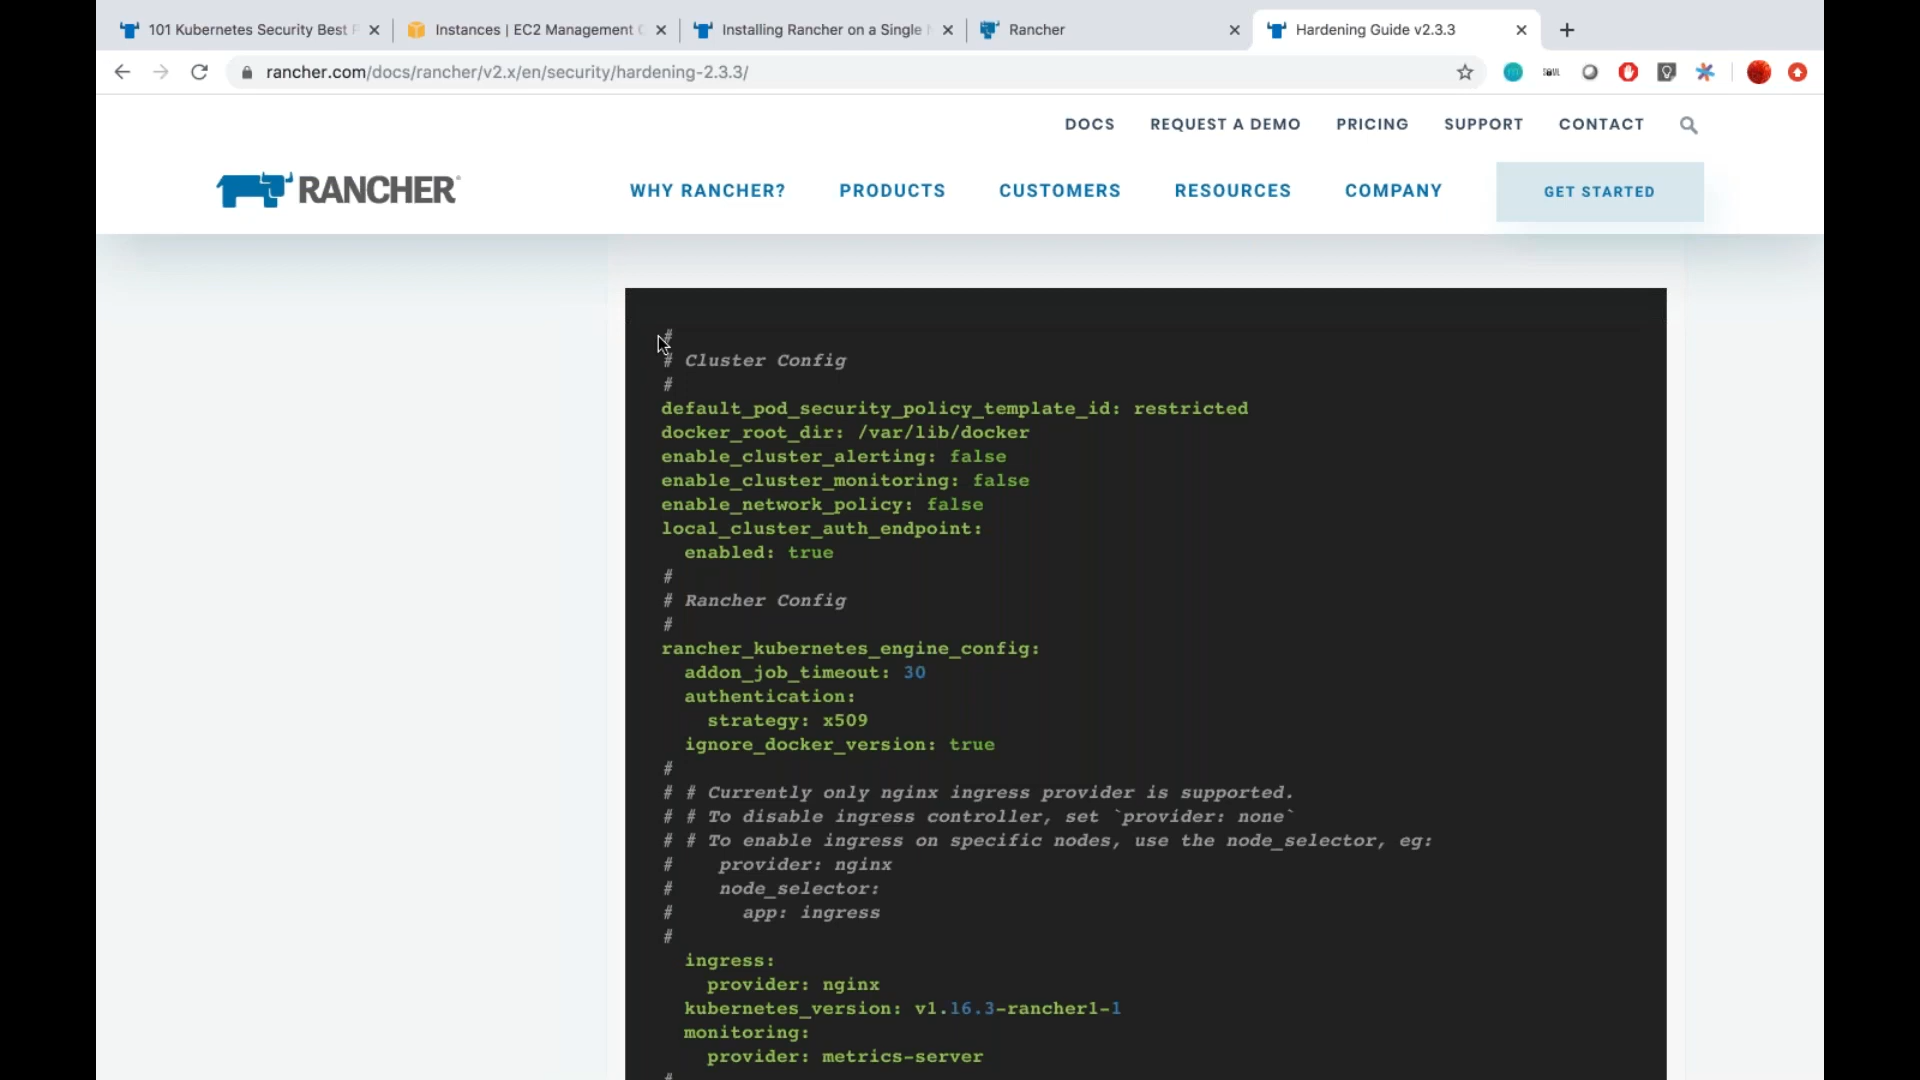 101 Kubernetes Security Best P
Instances | EC2 Management C
Installing Rancher on a Single N
Rancher
Hardening Guide v2.3.3
rancher.com/docs/rancher/v2.x/en/security/hardening-2.3.3/
DOCS REQUEST A DEMO PRICING SUPPORT CONTACT
RANCHER
WHY RANCHER? PRODUCTS CUSTOMERS RESOURCES COMPANY GET STARTED
#
# Cluster Config
#
default_pod_security_policy_template_id: restricted
docker_root_dir: /var/lib/docker
enable_cluster_alerting: false
enable_cluster_monitoring: false
enable_network_policy: false
local_cluster_auth_endpoint:
  enabled: true
#
# Rancher Config
#
rancher_kubernetes_engine_config:
  addon_job_timeout: 30
  authentication:
    strategy: x509
  ignore_docker_version: true
#
# # Currently only nginx ingress provider is supported.
# # To disable ingress controller, set `provider: none`
# # To enable ingress on specific nodes, use the node_selector, eg:
#    provider: nginx
#    node_selector:
#      app: ingress
#
  ingress:
    provider: nginx
  kubernetes_version: v1.16.3-rancher1-1
  monitoring:
    provider: metrics-server
#